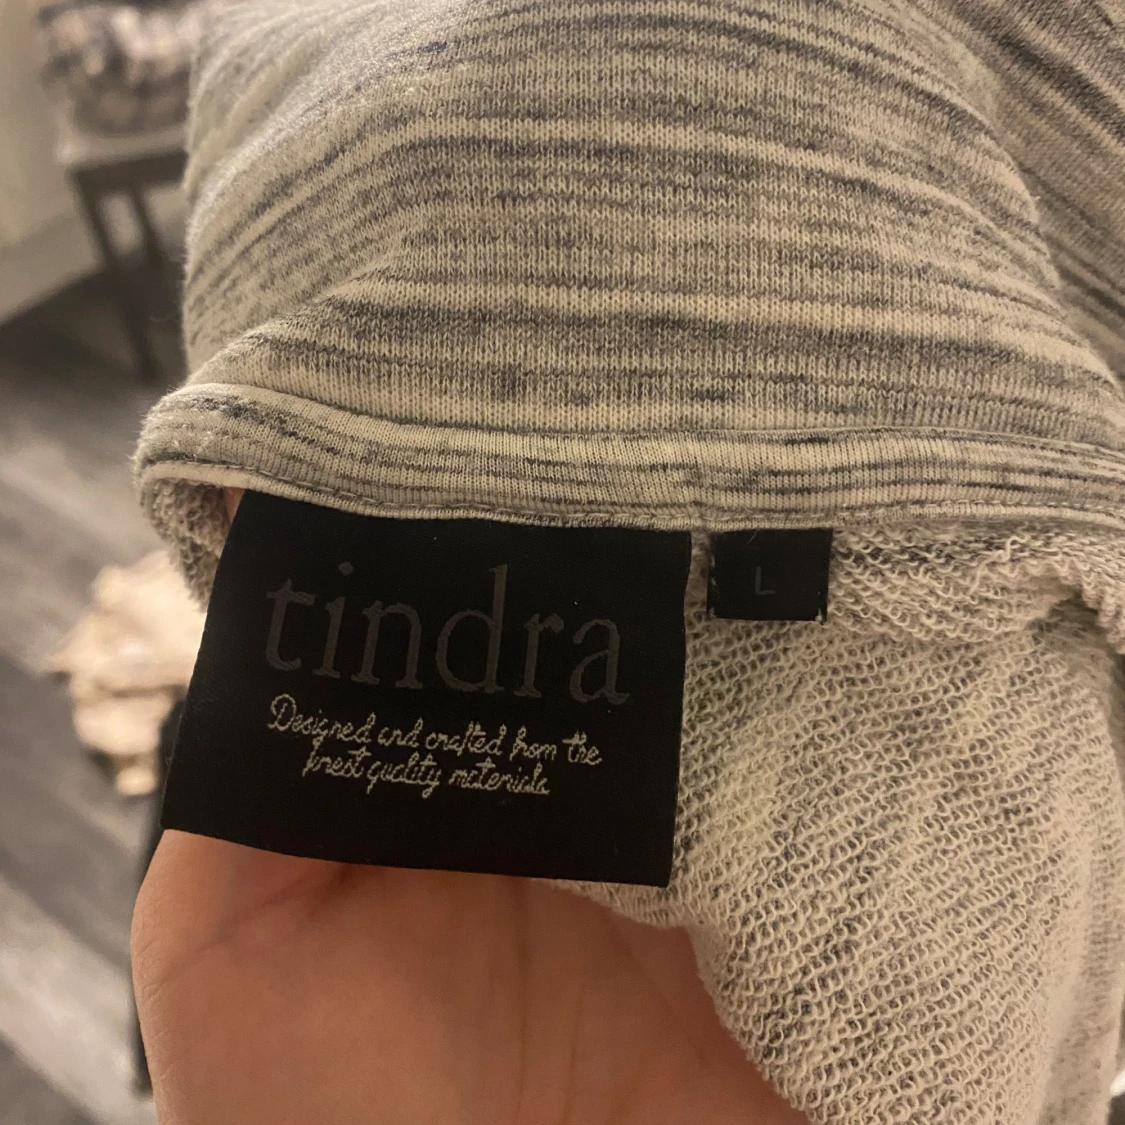 tindra
Designed and crafted from the
finest quality materials
L